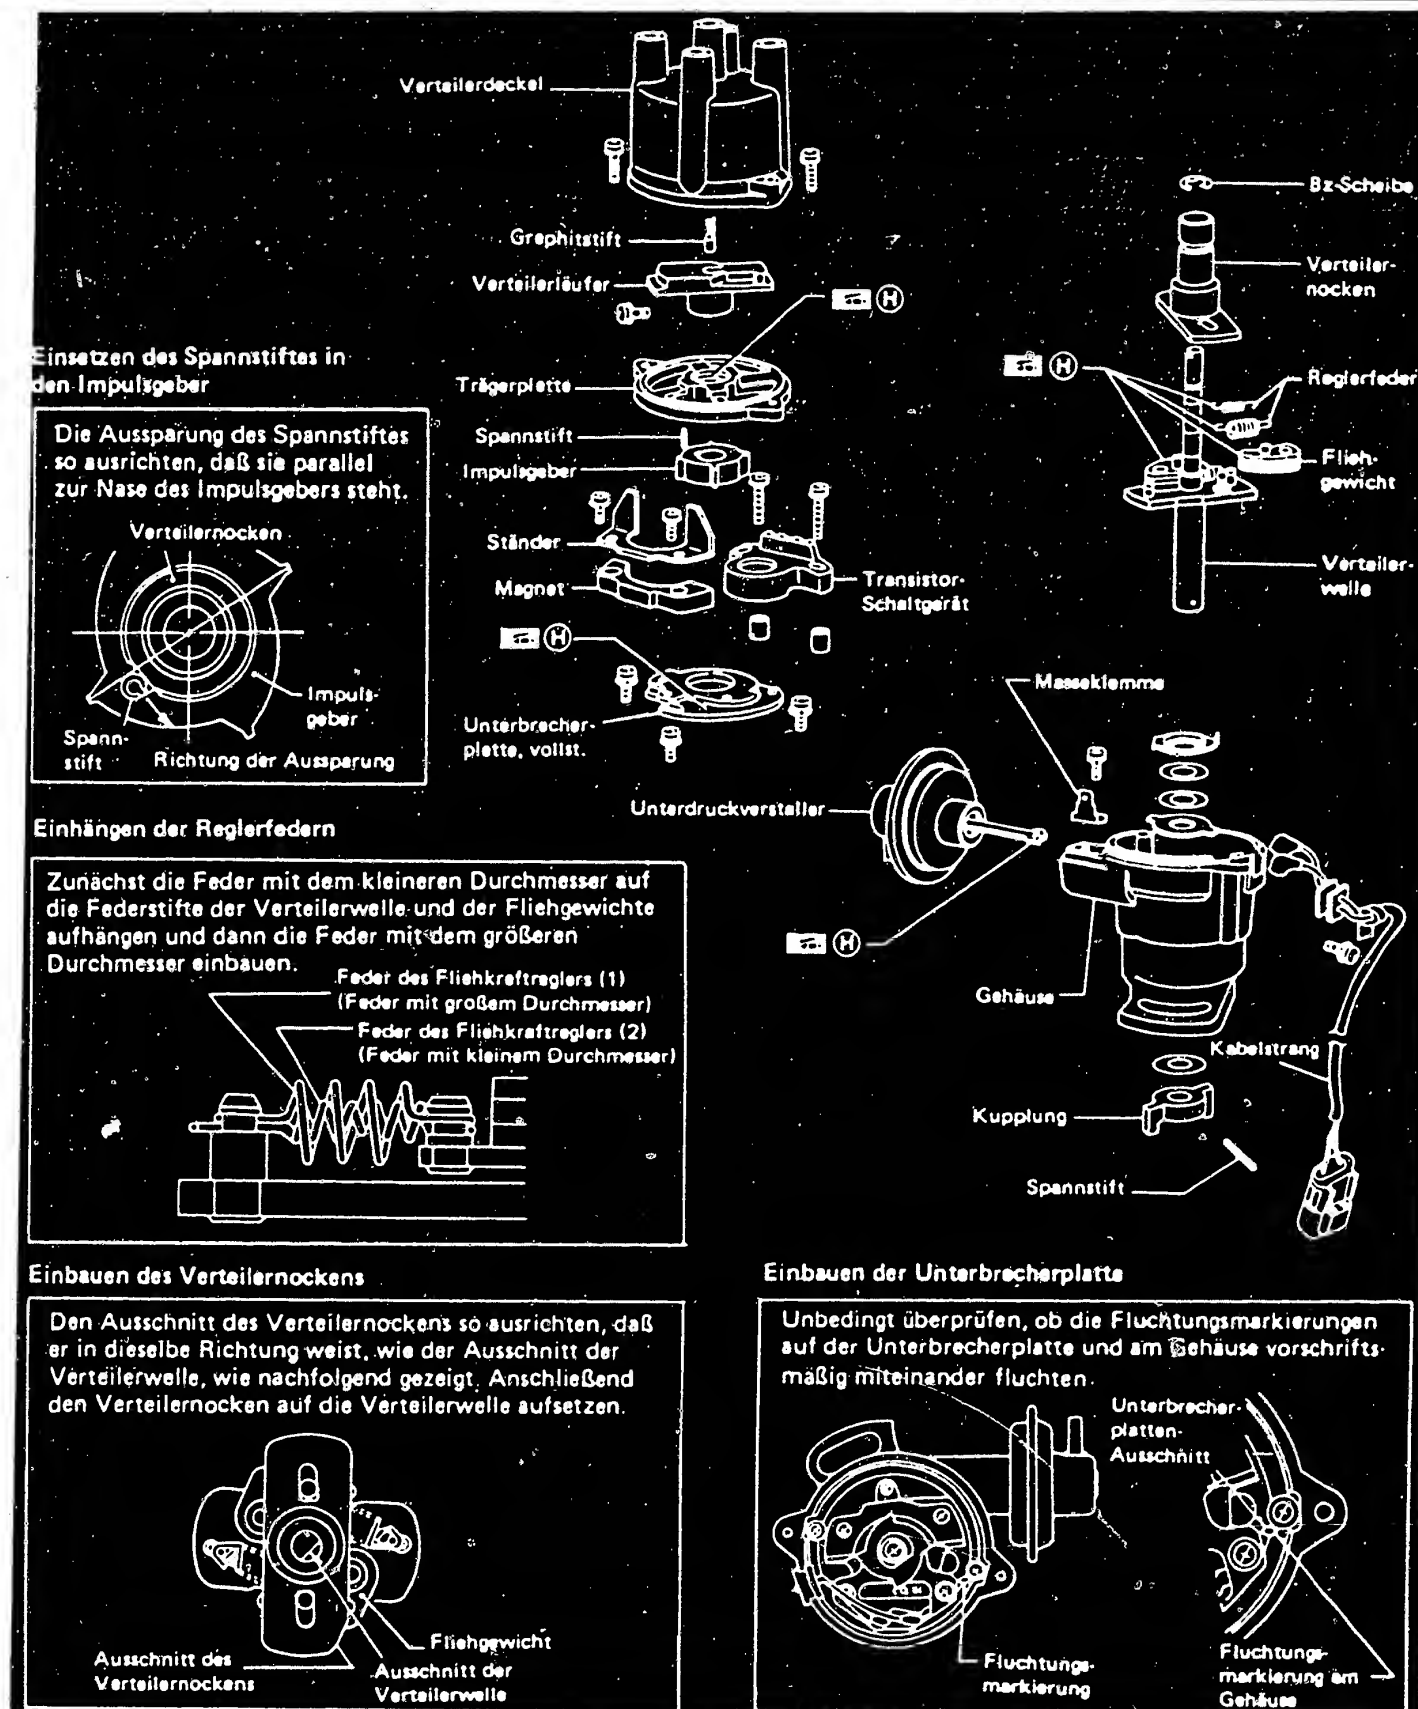 Verteilerdeckel
Bz-Scheibe
Graphitstift
Verteiler-
nocken
Verteilerläufer
H
Einsetzen des Spannstiftes in
den Impulsgeber
H
Trägerplatte
Reglerfeder
Die Aussparung des Spannstiftes
so ausrichten, daß sie parallel
zur Nase des Impulsgebers steht.
Verteilernocken
Impuls-
geber
Spann-
stift
Richtung der Aussparung
Spannstift
Impulsgeber
Flieh-
gewicht
Ständer
Magnet
Transistor-
Schaltgerät
Verteiler-
welle
H
Unterbrecher-
platte, vollst.
Masseklemme
Unterdruckversteller
H
Gehäuse
Kabelstrang
Kupplung
Spannstift
Einhängen der Reglerfedern
Zunächst die Feder mit dem kleineren Durchmesser auf
die Federstifte der Verteilerwelle und der Fliehgewichte
aufhängen und dann die Feder mit dem größeren
Durchmesser einbauen.
Feder des Fliehkraftreglers (1)
(Feder mit großem Durchmesser)
Feder des Fliehkraftreglers (2)
(Feder mit kleinem Durchmesser)
Einbauen des Verteilernockens
Den Ausschnitt des Verteilernockens so ausrichten, daß
er in dieselbe Richtung weist, wie der Ausschnitt der
Verteilerwelle, wie nachfolgend gezeigt. Anschließend
den Verteilernocken auf die Verteilerwelle aufsetzen.
Fliehgewicht
Ausschnitt des
Verteilernockens
Ausschnitt der
Verteilerwelle
Einbauen der Unterbrecherplatte
Unbedingt überprüfen, ob die Fluchtungsmarkierungen
auf der Unterbrecherplatte und am Gehäuse vorschrifts-
mäßig miteinander fluchten.
Unterbrecher-
platten-
Ausschnitt
Fluchtungs-
markierung
Fluchtungs-
markierung am
Gehäuse